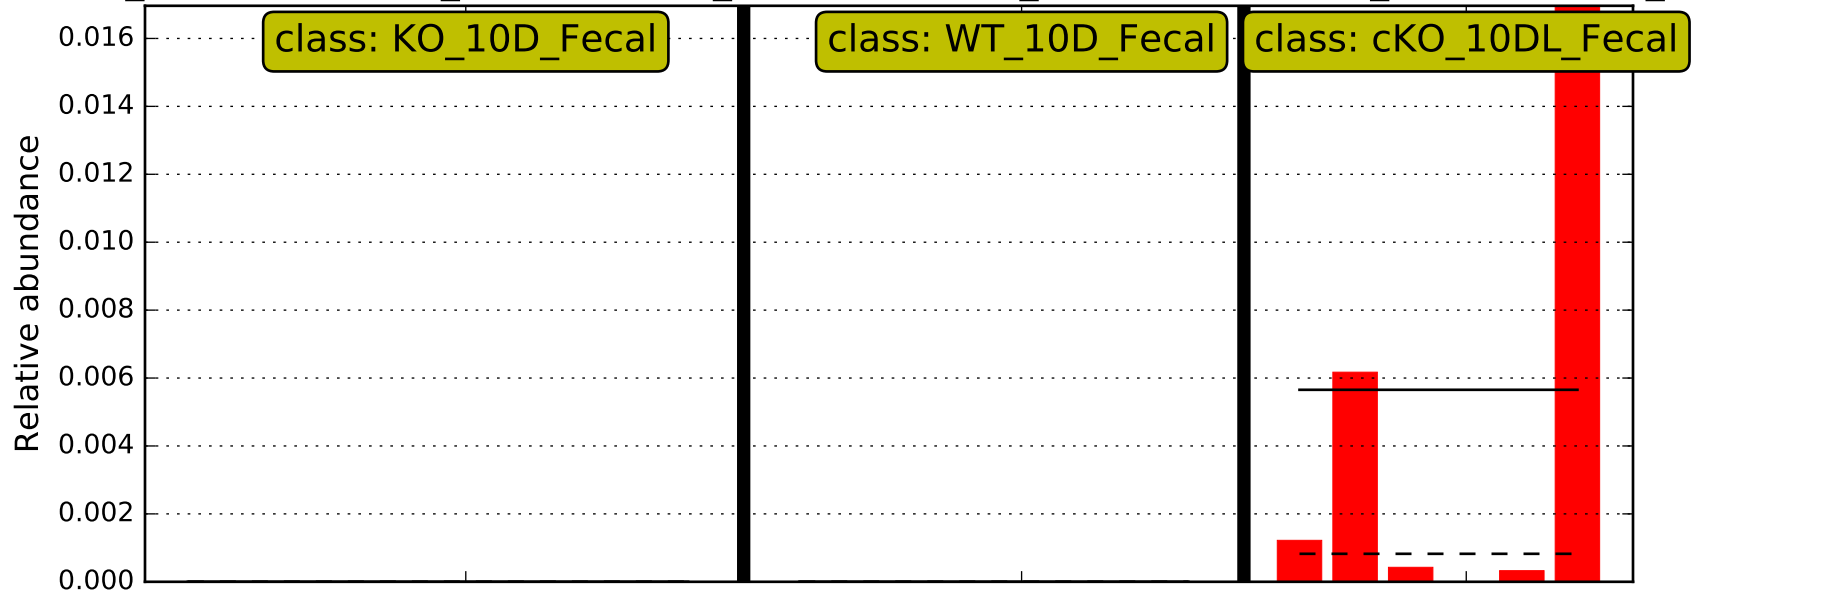 class: KO_10D_Fecal
class: WT_10D_Fecal
class: cKO_10DL_Fecal
Relative abundance
0.016
0.014
0.012
0.010
0.008
0.006
0.004
0.002
0.000